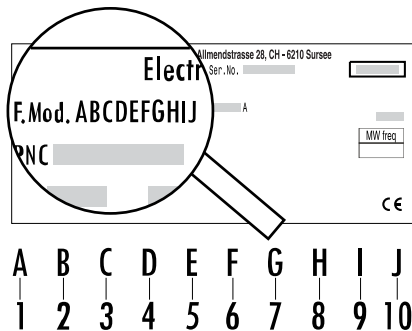 Allmendstrasse 28, CH - 6210 Sursee
Electr
Ser.No.
F.Mod. ABCDEFGHIJ
A
PNC
MW freq
CE
A B C D E F G H I J
1 2 3 4 5 6 7 8 9 10